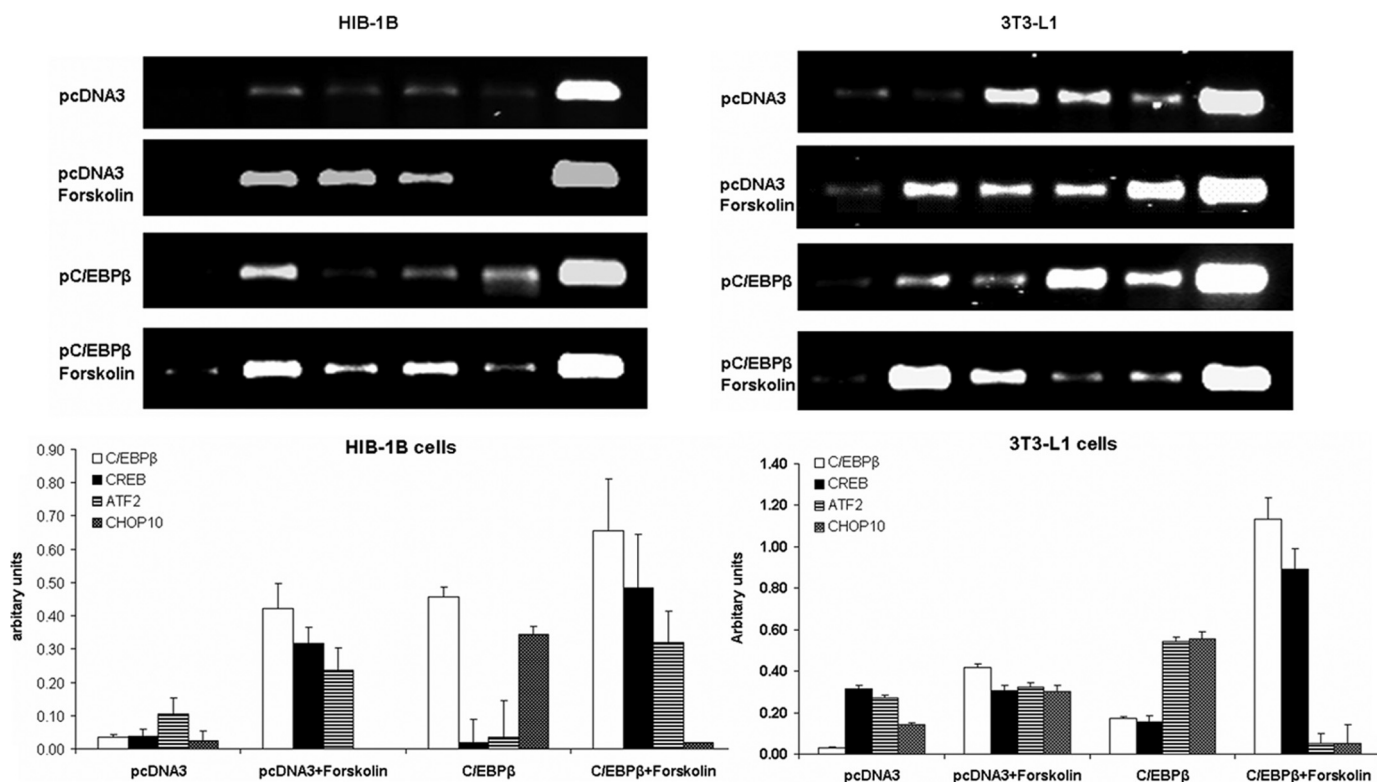 HIB-1B
3T3-L1
pcDNA3
pcDNA3
Forskolin
pC/EBPβ
pC/EBPβ
Forskolin
pcDNA3
pcDNA3
Forskolin
pC/EBPβ
pC/EBPβ
Forskolin
HIB-1B cells
arbitary units
0.90
0.80
0.70
0.60
0.50
0.40
0.30
0.20
0.10
0.00
C/EBPβ
CREB
ATF2
CHOP10
pcDNA3
pcDNA3+Forskolin
C/EBPβ
C/EBPβ+Forskolin
3T3-L1 cells
Arbitary units
1.40
1.20
1.00
0.80
0.60
0.40
0.20
0.00
C/EBPβ
CREB
ATF2
CHOP10
pcDNA3
pcDNA3+Forskolin
C/EBPβ
C/EBPβ+Forskolin